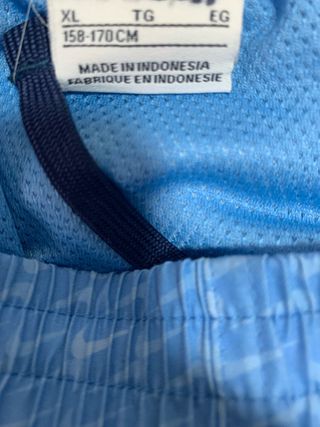 XL TG EG
158-170CM
MADE IN INDONESIA
FABRIQUE EN INDONESIE